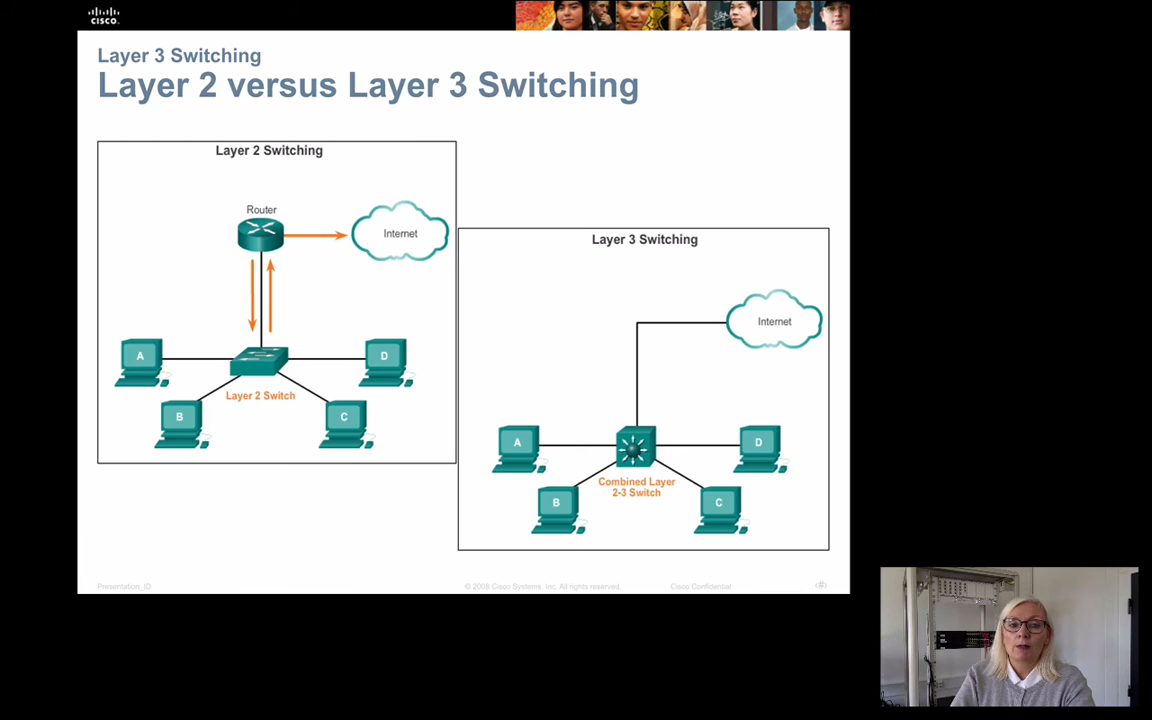 CISCO
Layer 3 Switching
Layer 2 versus Layer 3 Switching
Layer 2 Switching
Router
Internet
A
D
Layer 2 Switch
B
C
Layer 3 Switching
Internet
A
D
Combined Layer
2-3 Switch
B
C
Presentation_ID
© 2008 Cisco Systems, Inc. All rights reserved.
Cisco Confidential